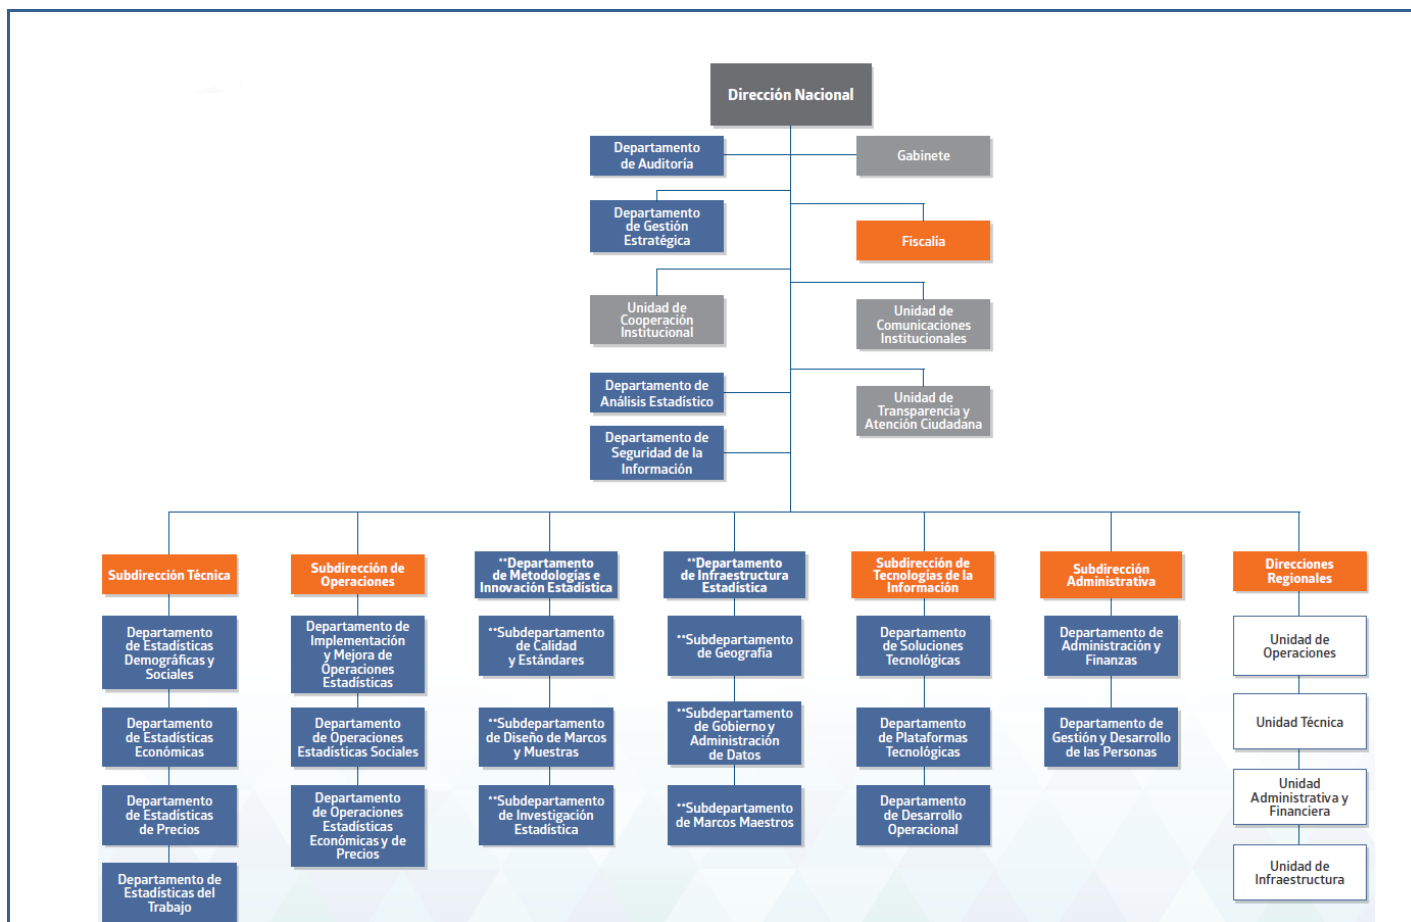 Dirección Nacional
Departamento
de Auditoría
Gabinete
Departamento
de Gestión
Estratégica
Fiscalía
Unidad de
Cooperación
Institucional
Unidad de
Comunicaciones
Institucionales
Departamento de
Análisis Estadístico
Unidad de
Transparencia y
Atención Ciudadana
Departamento de
Seguridad de la
Información
Subdirección Técnica
Subdirección de
Operaciones
**Departamento
de Metodologías e
Innovación Estadística
**Departamento
de Infraestructura
Estadística
Subdirección de
Tecnologías de la
Información
Subdirección
Administrativa
Direcciones
Regionales
Departamento
de Estadísticas
Demográficas y
Sociales
Departamento de
Implementación
y Mejora de
Operaciones
Estadísticas
**Subdepartamento
de Calidad
y Estándares
**Subdepartamento
de Geografía
Departamento
de Soluciones
Tecnológicas
Departamento de
Administración y
Finanzas
Unidad de
Operaciones
Departamento
de Estadísticas
Económicas
Departamento
de Operaciones
Estadísticas Sociales
**Subdepartamento
de Diseño de Marcos
y Muestras
**Subdepartamento
de Gobierno y
Administración
de Datos
Departamento
de Plataformas
Tecnológicas
Departamento de
Gestión y Desarrollo
de las Personas
Unidad Técnica
Departamento
de Estadísticas
de Precios
Departamento
de Operaciones
Estadísticas
Económicas y de
Precios
**Subdepartamento
de Investigación
Estadística
**Subdepartamento
de Marcos Maestros
Departamento
de Desarrollo
Operacional
Unidad
Administrativa y
Financiera
Departamento de
Estadísticas del
Trabajo
Unidad de
Infraestructura